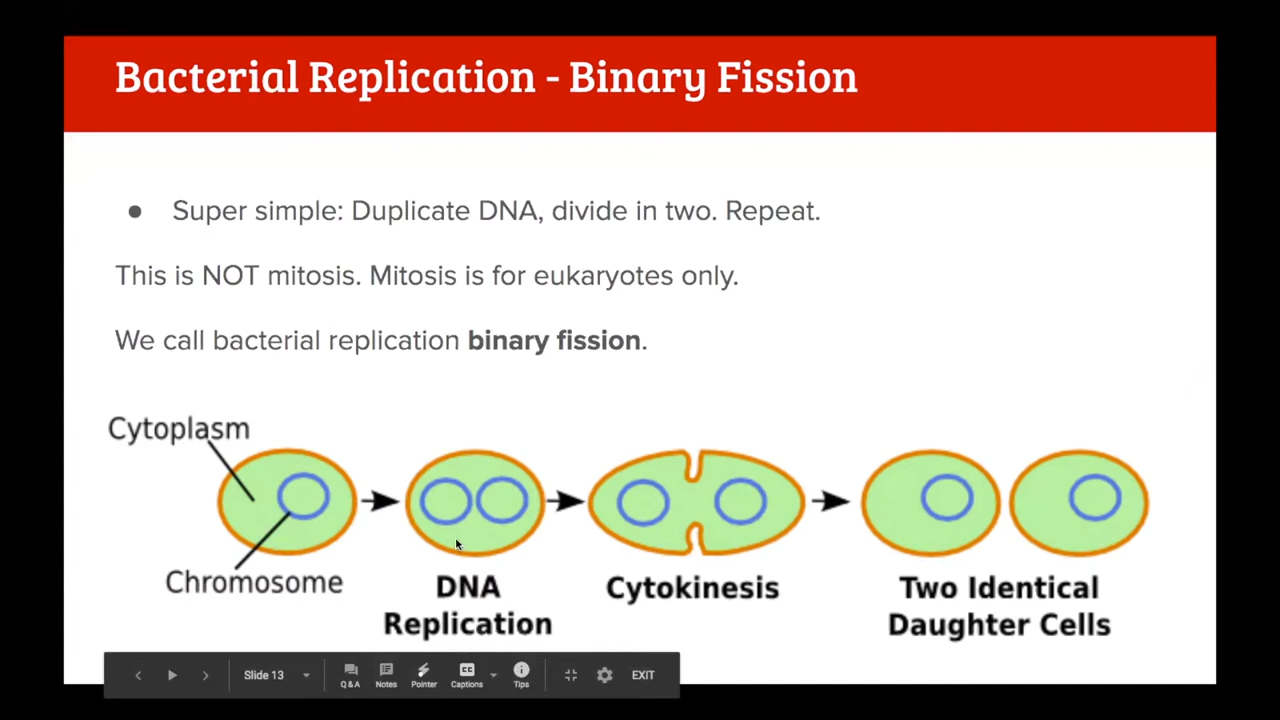 Bacterial Replication - Binary Fission
● Super simple: Duplicate DNA, divide in two. Repeat.
This is NOT mitosis. Mitosis is for eukaryotes only.
We call bacterial replication binary fission.
Cytoplasm
Chromosome
DNA
Replication
Cytokinesis
Two Identical
Daughter Cells
Slide 13
Q & A
Notes
Pointer
CC
Captions
Tips
EXIT